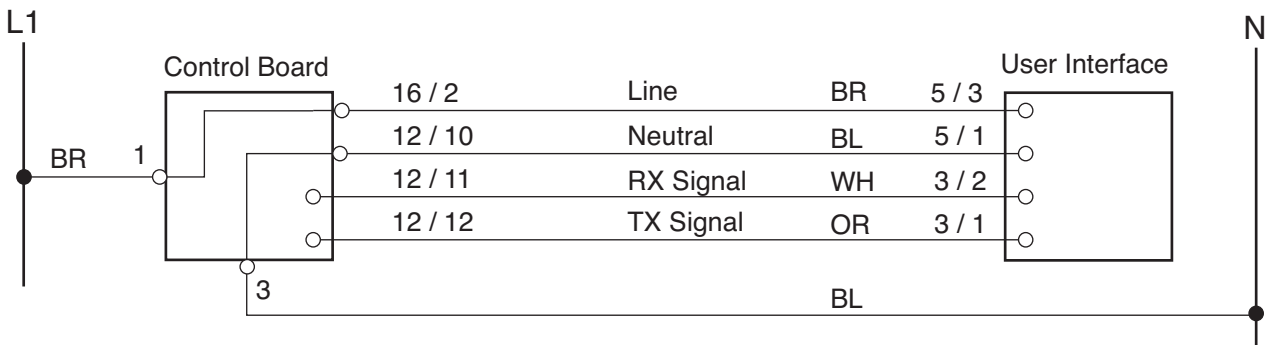 L1
N
Control Board
User Interface
16 / 2 Line BR 5 / 3
12 / 10 Neutral BL 5 / 1
BR 1
12 / 11 RX Signal WH 3 / 2
12 / 12 TX Signal OR 3 / 1
3
BL